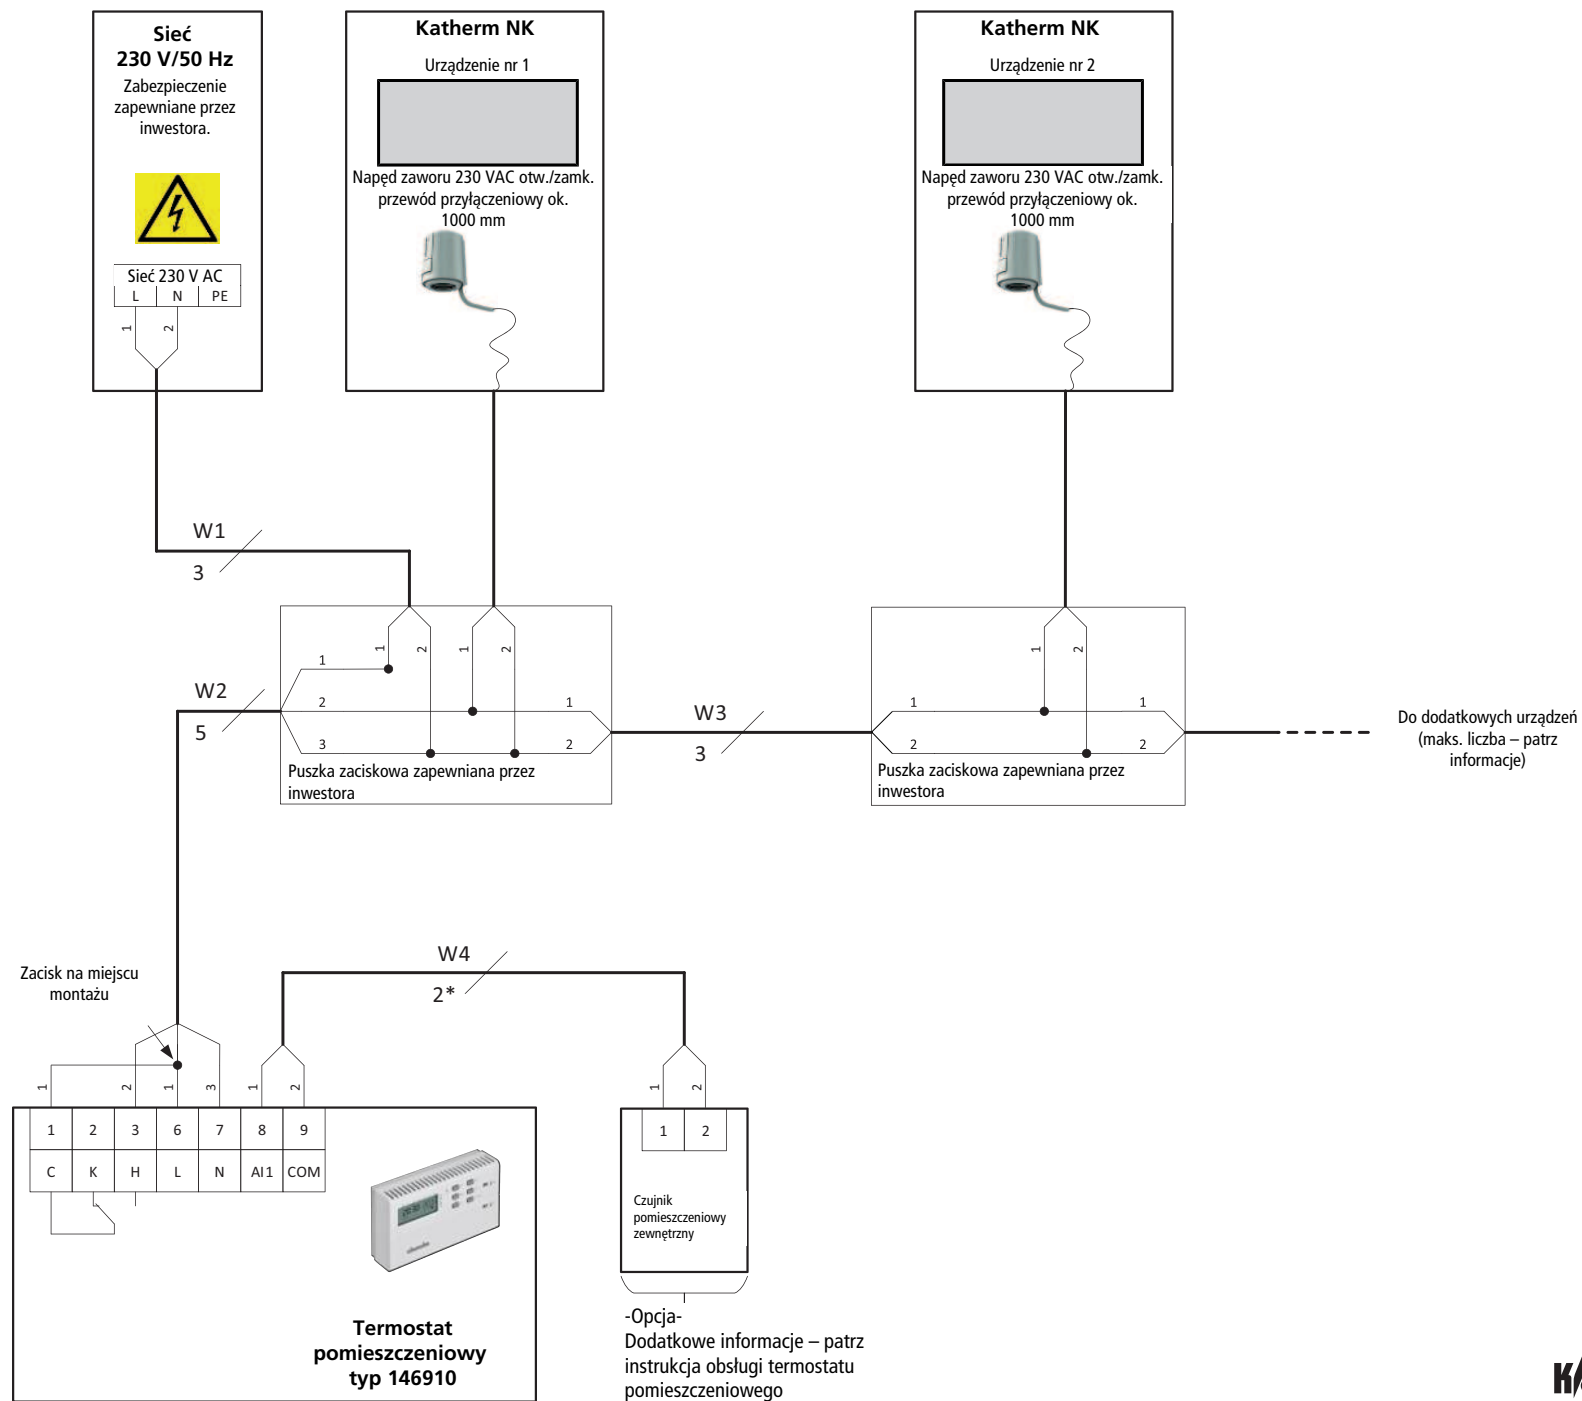 Sieć
230 V/50 Hz
Zabezpieczenie
zapewniane przez
inwestora.
Sieć 230 V AC
L N PE
1 2
Katherm NK
Urządzenie nr 1
Napęd zaworu 230 VAC otw./zamk.
przewód przyłączeniowy ok.
1000 mm
Katherm NK
Urządzenie nr 2
Napęd zaworu 230 VAC otw./zamk.
przewód przyłączeniowy ok.
1000 mm
W1
3
1 2 1 2
1
2 1
3 2
Puszka zaciskowa zapewniana przez
inwestora
W2
5
W3
3
1 2
1 1
2 2
Puszka zaciskowa zapewniana przez
inwestora
Do dodatkowych urządzeń
(maks. liczba – patrz
informacje)
Zacisk na miejscu
montażu
W4
2*
1 2 1 3 1 2
1 2 3 6 7 8 9
C K H L N AI1 COM
Termostat
pomieszczeniowy
typ 146910
1 2
1 2
Czujnik
pomieszczeniowy
zewnętrzny
-Opcja-
Dodatkowe informacje – patrz
instrukcja obsługi termostatu
pomieszczeniowego